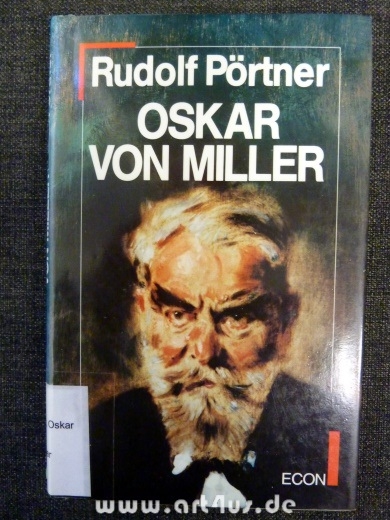 Rudolf Pörtner
OSKAR
VON MILLER
Oskar
ECON
www.art4us.de